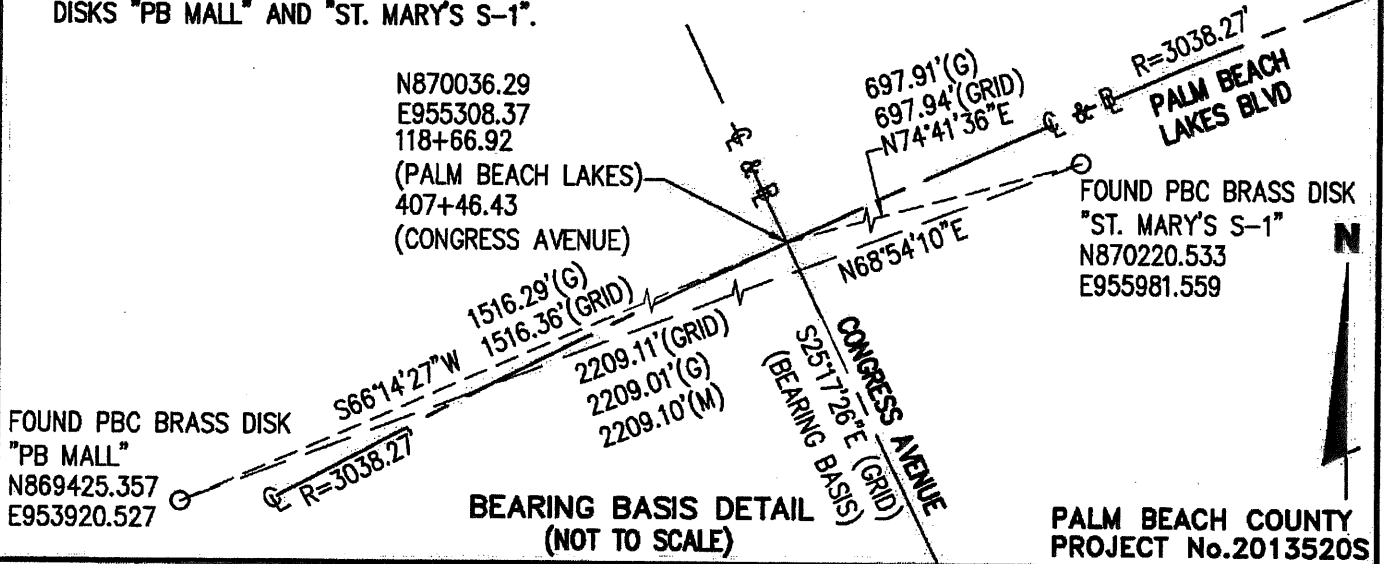 DISKS "PB MALL" AND "ST. MARY'S S-1".
N870036.29
E955308.37
118+66.92
(PALM BEACH LAKES)
407+46.43
(CONGRESS AVENUE)
℄ & ℞
697.91'(G)
697.94'(GRID)
N74°41'36"E
℄ & ℞
R=3038.27'
PALM BEACH
LAKES BLVD
FOUND PBC BRASS DISK
"ST. MARY'S S-1"
N870220.533
E955981.559
N
N68°54'10"E
1516.29'(G)
1516.36'(GRID)
S66°14'27"W
2209.11'(GRID)
2209.01'(G)
2209.10'(M)
CONGRESS AVENUE
S25°17'26"E (GRID)
(BEARING BASIS)
FOUND PBC BRASS DISK
"PB MALL"
N869425.357
E953920.527
℄ R=3038.27'
BEARING BASIS DETAIL
(NOT TO SCALE)
PALM BEACH COUNTY
PROJECT No.2013520S